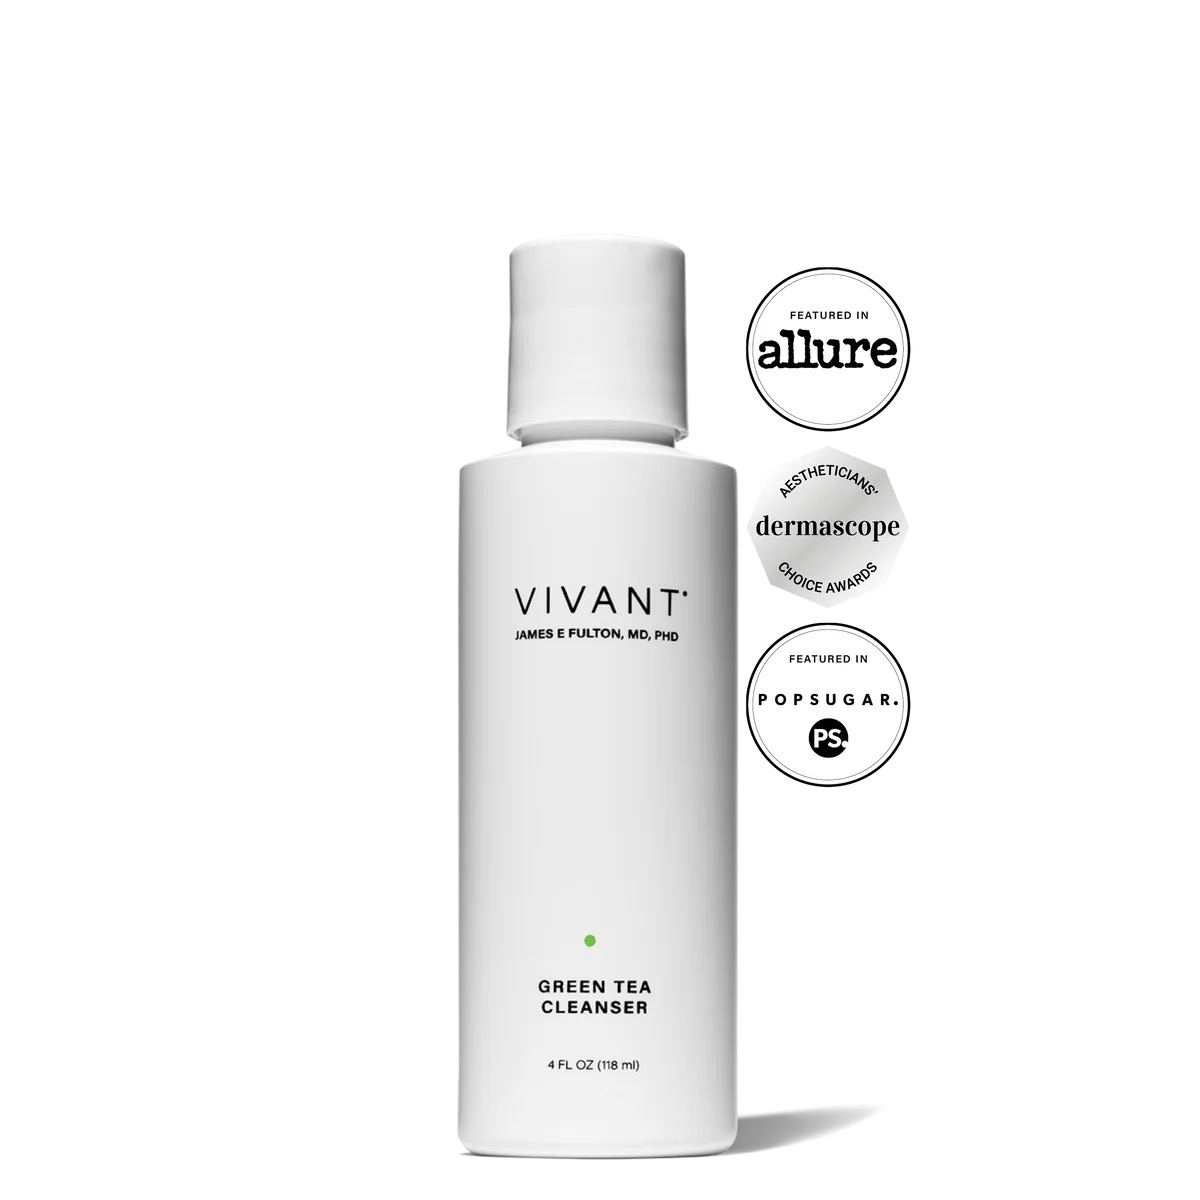 VIVANT
JAMES E FULTON, MD, PHD
GREEN TEA
CLEANSER
4 FL OZ (118 ml)
FEATURED IN
allure
AESTHETICIANS'
dermascope
CHOICE AWARDS
FEATURED IN
POPSUGAR.
PS.